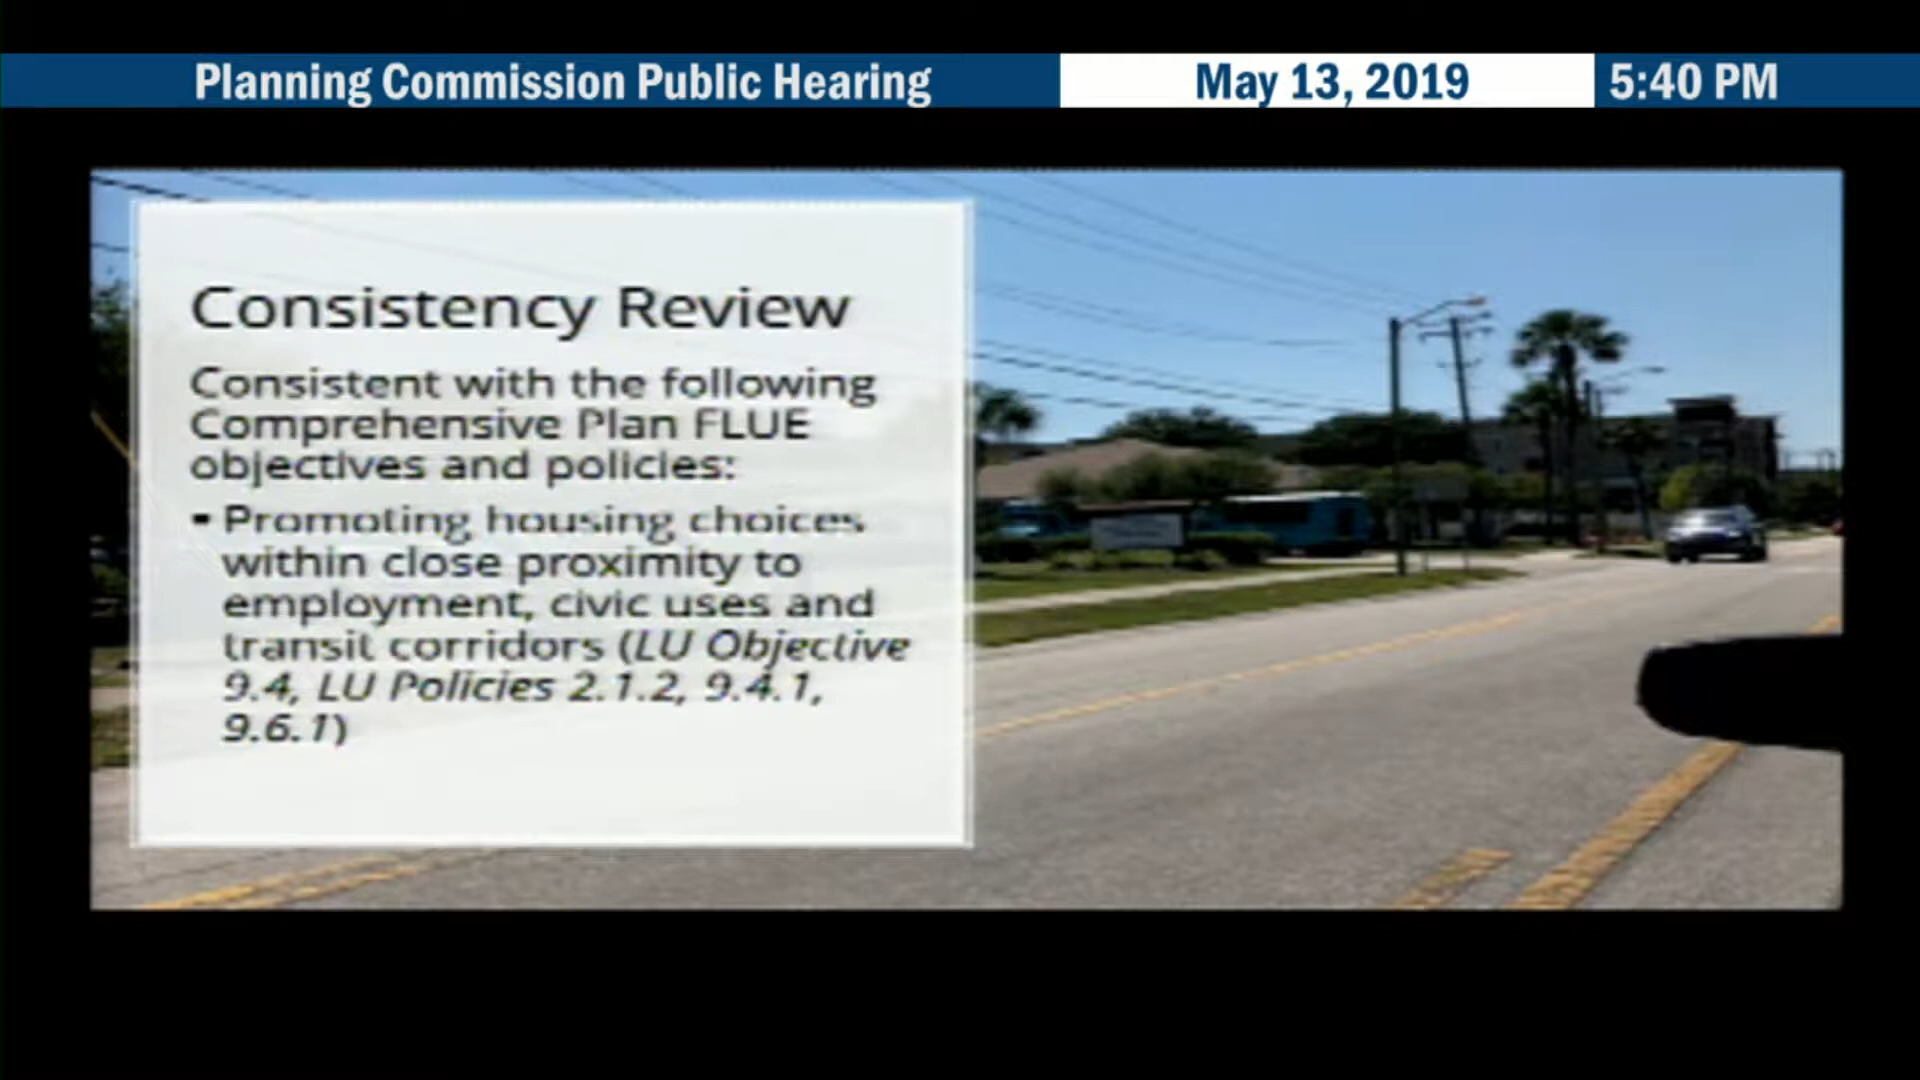 Planning Commission Public Hearing May 13, 2019 5:40 PM
Consistency Review
Consistent with the following
Comprehensive Plan FLUE
objectives and policies:
▪ Promoting housing choices
within close proximity to
employment, civic uses and
transit corridors (LU Objective
9.4, LU Policies 2.1.2, 9.4.1,
9.6.1)